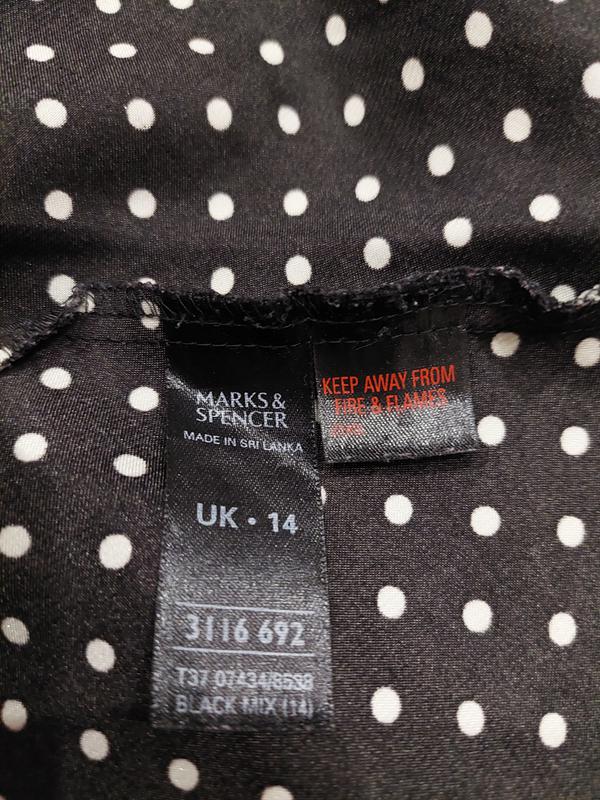 MARKS &
SPENCER
MADE IN SRI LANKA
UK • 14
3116 692
T37 07434/8538
BLACK MIX (14)
KEEP AWAY FROM
FIRE & FLAMES